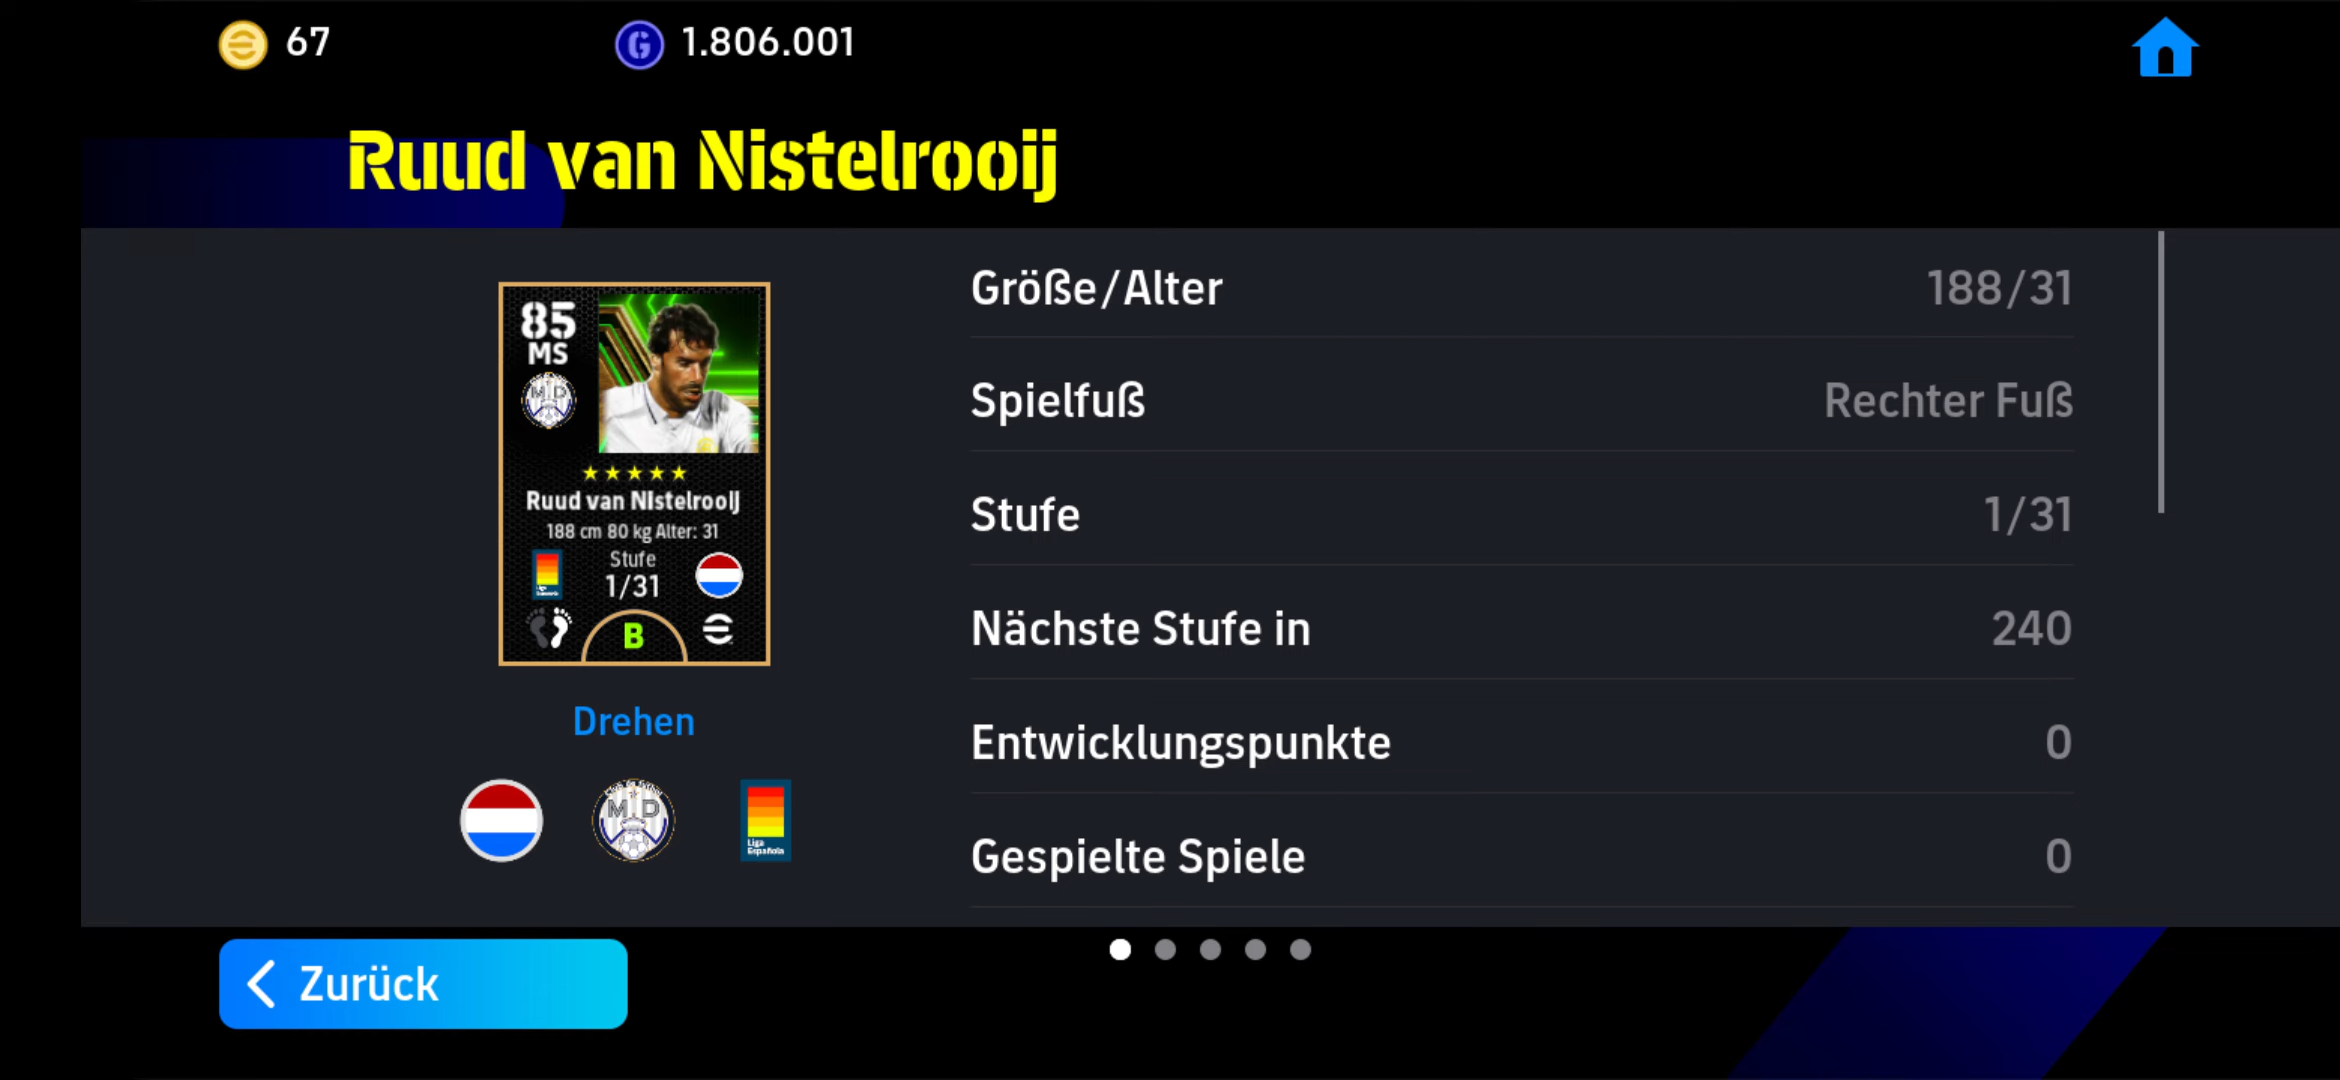 67
1.806.001
Ruud van Nistelrooij
85
MS
M D
★★★★★
Ruud van NIstelrooIJ
188 cm 80 kg Alter: 31
Stufe
1/31
B
Drehen
M D
Liga
Española
Größe/Alter 188/31
Spielfuß Rechter Fuß
Stufe 1/31
Nächste Stufe in 240
Entwicklungspunkte 0
Gespielte Spiele 0
Zurück